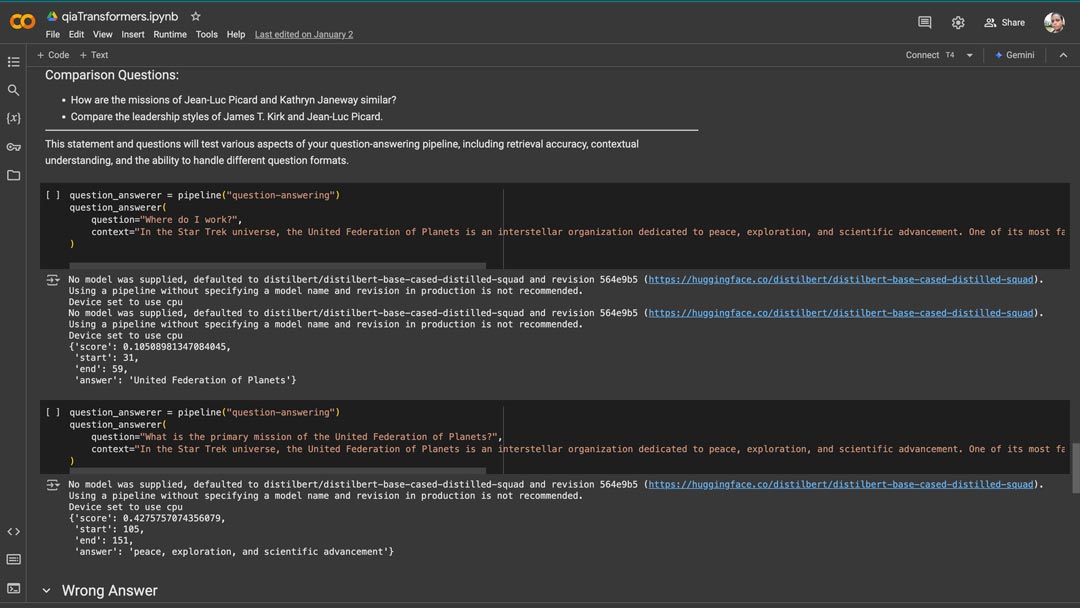 qiaTransformers.ipynb
File Edit View Insert Runtime Tools Help Last edited on January 2
Share
+ Code + Text
Connect T4
Gemini
Comparison Questions:
• How are the missions of Jean-Luc Picard and Kathryn Janeway similar?
• Compare the leadership styles of James T. Kirk and Jean-Luc Picard.
This statement and questions will test various aspects of your question-answering pipeline, including retrieval accuracy, contextual
understanding, and the ability to handle different question formats.
[ ] question_answerer = pipeline("question-answering")
question_answerer(
question="Where do I work?",
context="In the Star Trek universe, the United Federation of Planets is an interstellar organization dedicated to peace, exploration, and scientific advancement. One of its most fa
)
No model was supplied, defaulted to distilbert/distilbert-base-cased-distilled-squad and revision 564e9b5 (https://huggingface.co/distilbert/distilbert-base-cased-distilled-squad).
Using a pipeline without specifying a model name and revision in production is not recommended.
Device set to use cpu
No model was supplied, defaulted to distilbert/distilbert-base-cased-distilled-squad and revision 564e9b5 (https://huggingface.co/distilbert/distilbert-base-cased-distilled-squad).
Using a pipeline without specifying a model name and revision in production is not recommended.
Device set to use cpu
{'score': 0.10508981347084045,
'start': 31,
'end': 59,
'answer': 'United Federation of Planets'}
[ ] question_answerer = pipeline("question-answering")
question_answerer(
question="What is the primary mission of the United Federation of Planets?",
context="In the Star Trek universe, the United Federation of Planets is an interstellar organization dedicated to peace, exploration, and scientific advancement. One of its most fa
)
No model was supplied, defaulted to distilbert/distilbert-base-cased-distilled-squad and revision 564e9b5 (https://huggingface.co/distilbert/distilbert-base-cased-distilled-squad).
Using a pipeline without specifying a model name and revision in production is not recommended.
Device set to use cpu
{'score': 0.4275757074356079,
'start': 105,
'end': 151,
'answer': 'peace, exploration, and scientific advancement'}
Wrong Answer